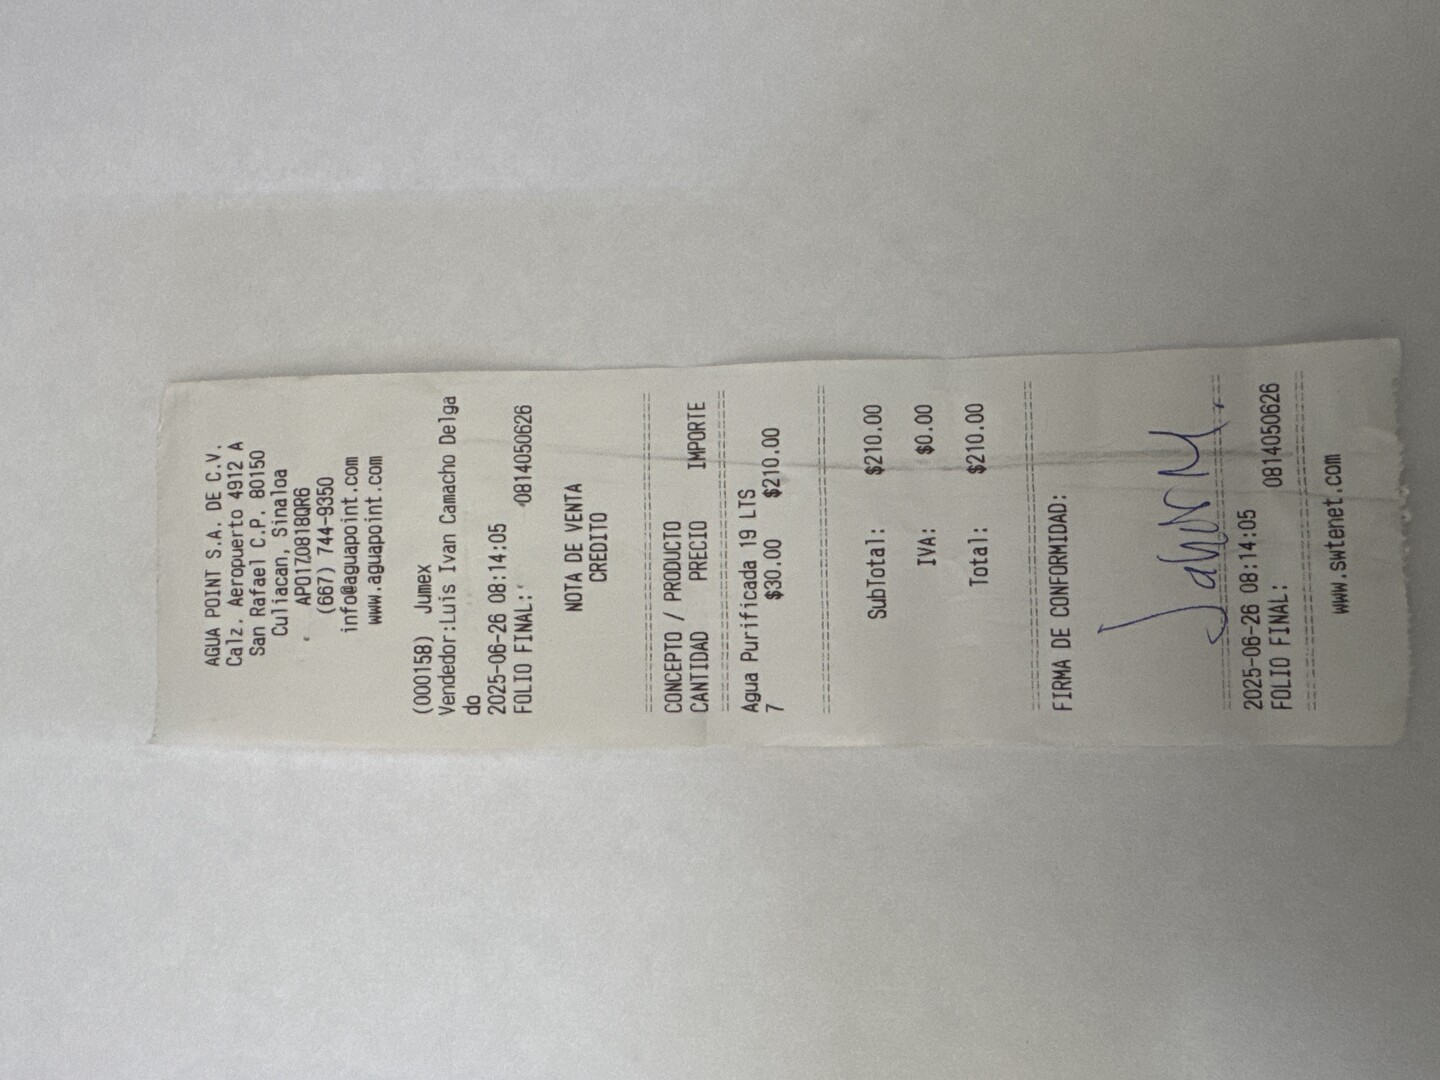 AGUA POINT S.A. DE C.V.
Calz. Aeropuerto 4912 A
San Rafael C.P. 80150
Culiacan, Sinaloa
APO170818QR6
(667) 744-9350
info@aguapoint.com
www.aguapoint.com
(000158) Jumex
Vendedor:Luis Ivan Camacho Delga
do
2025-06-26 08:14:05
FOLIO FINAL: 0814050626
NOTA DE VENTA
CREDITO
================================
CONCEPTO / PRODUCTO
CANTIDAD PRECIO IMPORTE
================================
Agua Purificada 19 LTS
7 $30.00 $210.00
================================
SubTotal: $210.00
IVA: $0.00
Total: $210.00
================================
FIRMA DE CONFORMIDAD:
================================
2025-06-26 08:14:05
FOLIO FINAL: 0814050626
================================
www.swtenet.com